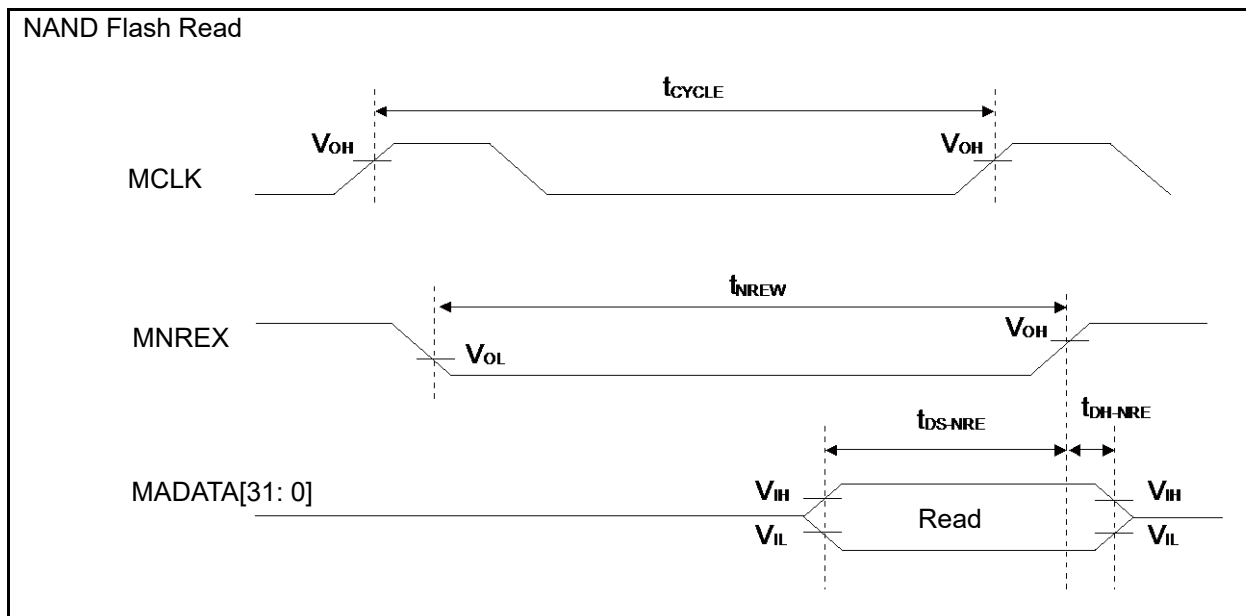 NAND Flash Read
tCYCLE
VOH
VOH
MCLK
tNREW
VOH
MNREX
VOL
tDS-NRE
tDH-NRE
MADATA[31: 0]
VIH
VIH
Read
VIL
VIL